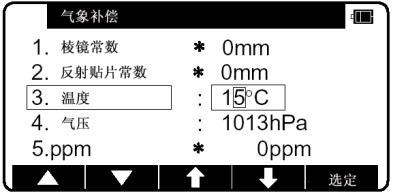 气象补偿
1. 棱镜常数 * 0mm
2. 反射贴片常数 * 0mm
3. 温度 : 15°C
4. 气压 : 1013hPa
5.ppm * 0ppm
选定